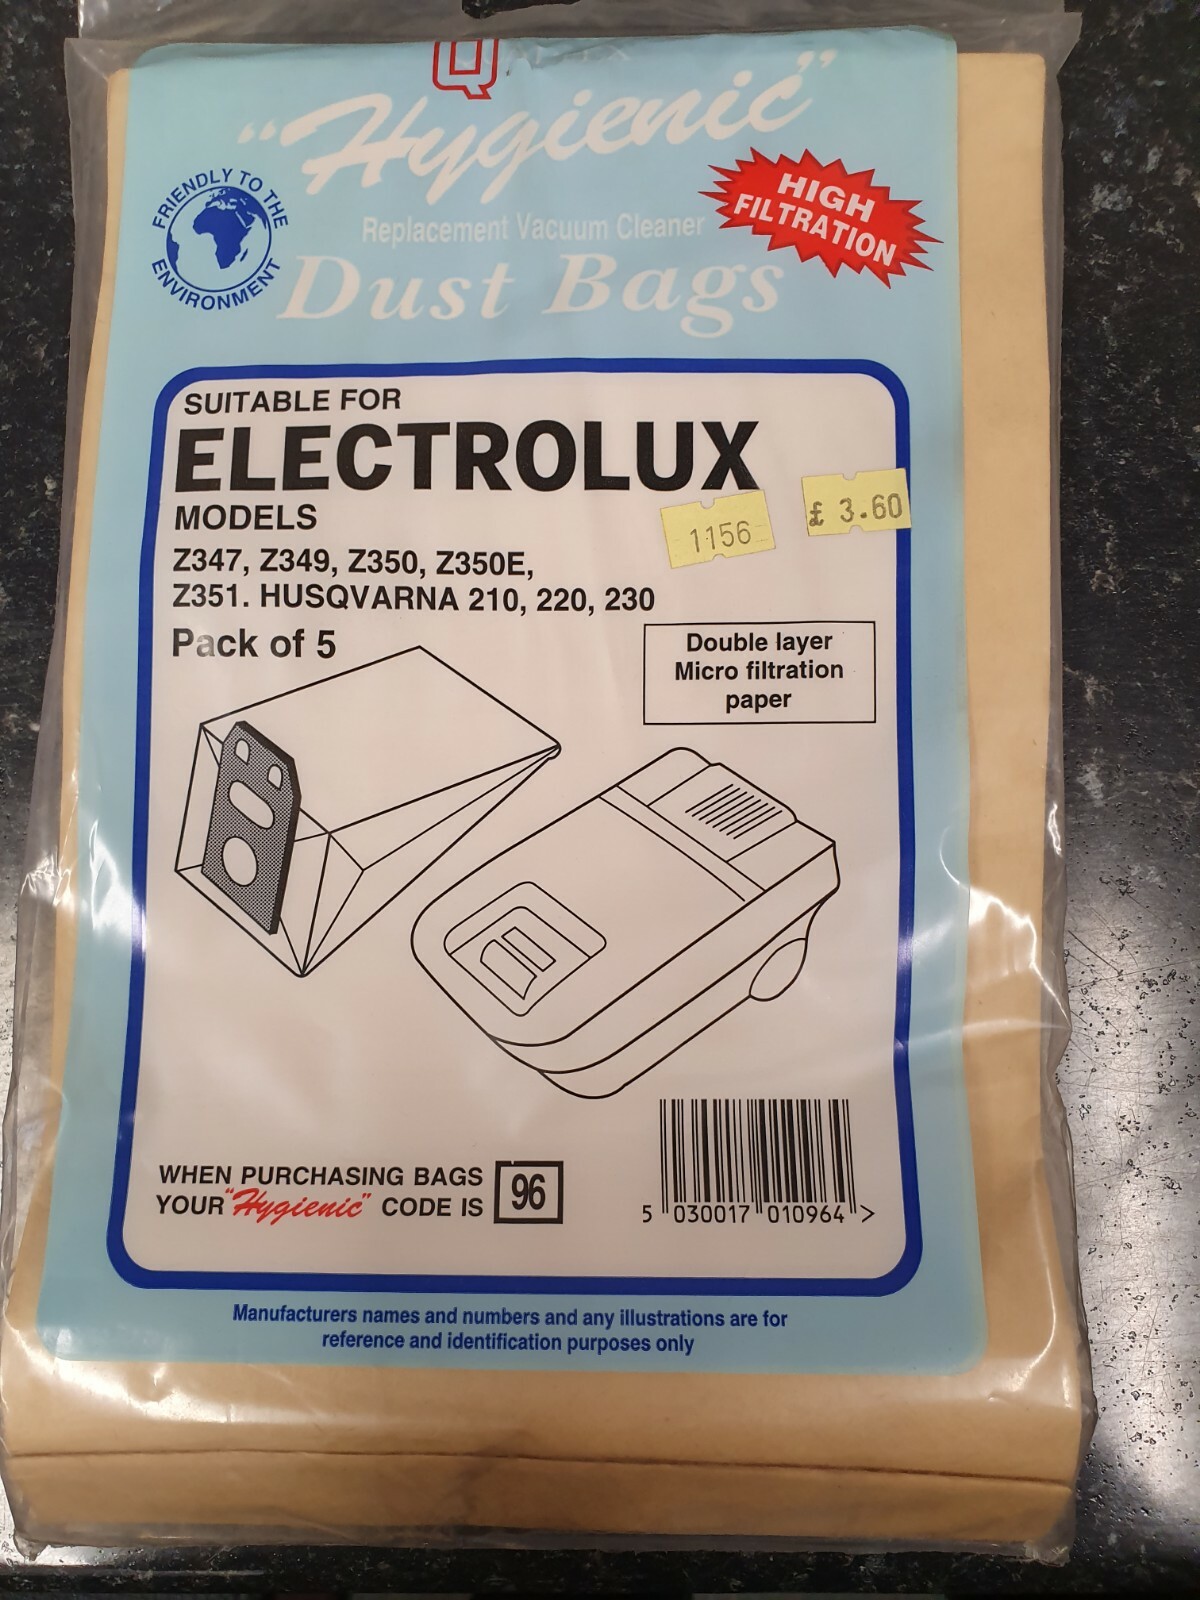 "Hygienic"
FRIENDLY TO THE
ENVIRONMENT
HIGH
FILTRATION
Replacement Vacuum Cleaner
Dust Bags
SUITABLE FOR
ELECTROLUX
MODELS
1156
£ 3.60
Z347, Z349, Z350, Z350E,
Z351. HUSQVARNA 210, 220, 230
Pack of 5
Double layer
Micro filtration
paper
WHEN PURCHASING BAGS
YOUR "Hygienic" CODE IS 96
5 030017 010964 >
Manufacturers names and numbers and any illustrations are for
reference and identification purposes only